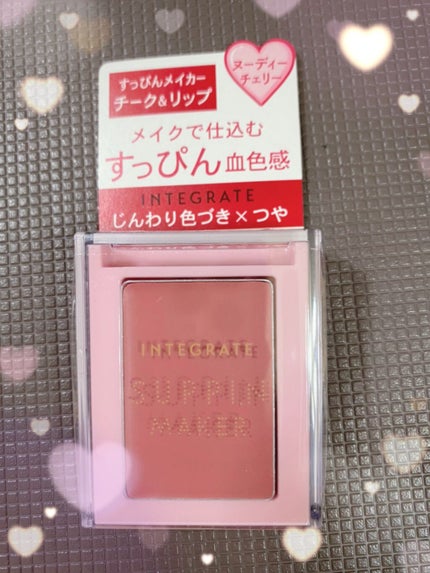 すっぴんメイカー
チーク&リップ
ヌーディー
チェリー
メイクで仕込む
すっぴん血色感
INTEGRATE
じんわり色づき×つや
INTEGRATE
SUPPIN
MAKER